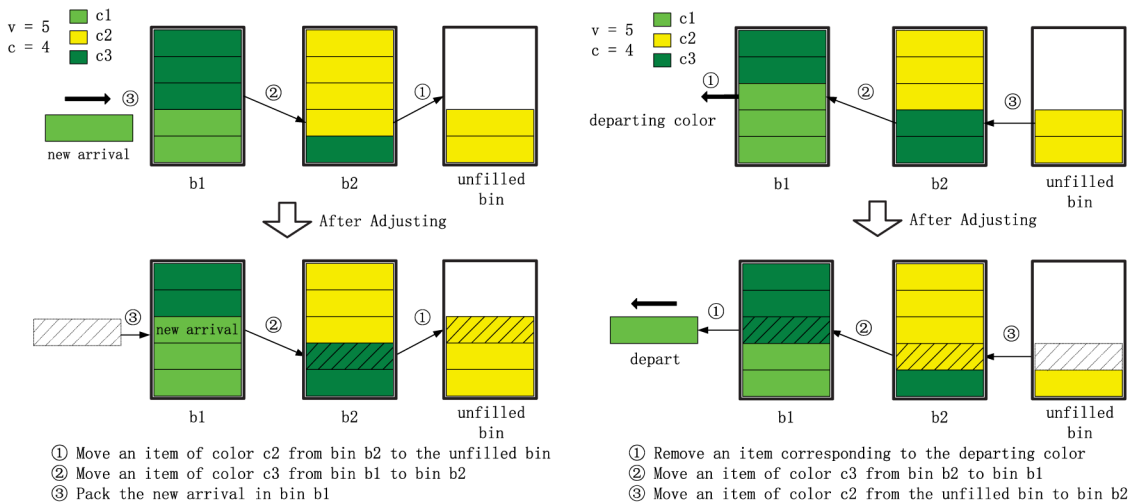 v = 5
c = 4
c1
c2
c3
③
②
①
new arrival
b1
b2
unfilled
bin
After Adjusting
③
new arrival
②
①
b1
b2
unfilled
bin
① Move an item of color c2 from bin b2 to the unfilled bin
② Move an item of color c3 from bin b1 to bin b2
③ Pack the new arrival in bin b1
v = 5
c = 4
c1
c2
c3
①
②
③
departing color
b1
b2
unfilled
bin
After Adjusting
①
②
③
depart
b1
b2
unfilled
bin
① Remove an item corresponding to the departing color
② Move an item of color c3 from bin b2 to bin b1
③ Move an item of color c2 from the unfilled bin to bin b2